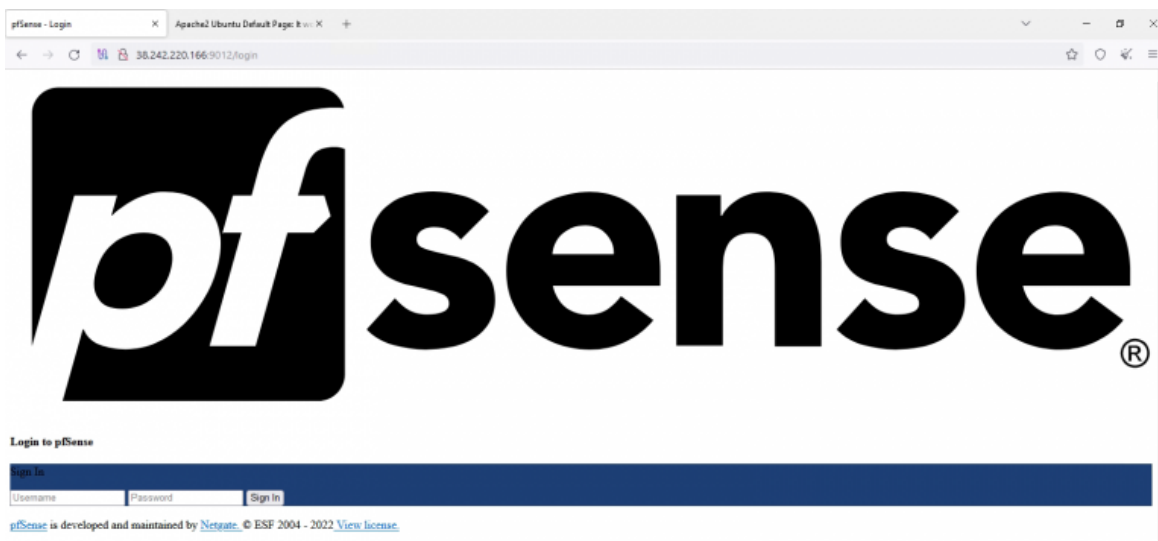 pfSense - Login
Apache2 Ubuntu Default Page: It w
38.242.220.166:9012/login
pfsense®
Login to pfSense
Sign In
Username Password Sign In
pfSense is developed and maintained by Netgate. © ESF 2004 - 2022 View license.